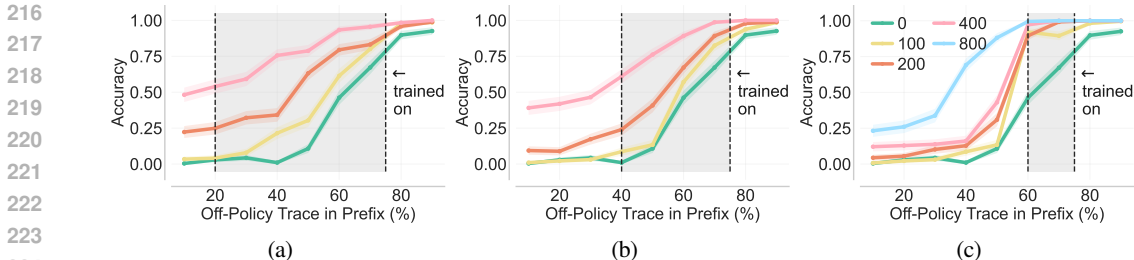 216
217
218
219
220
221
222
223
Accuracy
1.00
0.75
0.50
0.25
0.00
←
trained
on
20 40 60 80
Off-Policy Trace in Prefix (%)
(a)
Accuracy
1.00
0.75
0.50
0.25
0.00
←
trained
on
20 40 60 80
Off-Policy Trace in Prefix (%)
(b)
Accuracy
1.00
0.75
0.50
0.25
0.00
0 400
100 800
200
←
trained
on
20 40 60 80
Off-Policy Trace in Prefix (%)
(c)